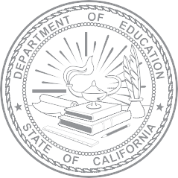 DEPARTMENT OF EDUCATION
STATE OF CALIFORNIA